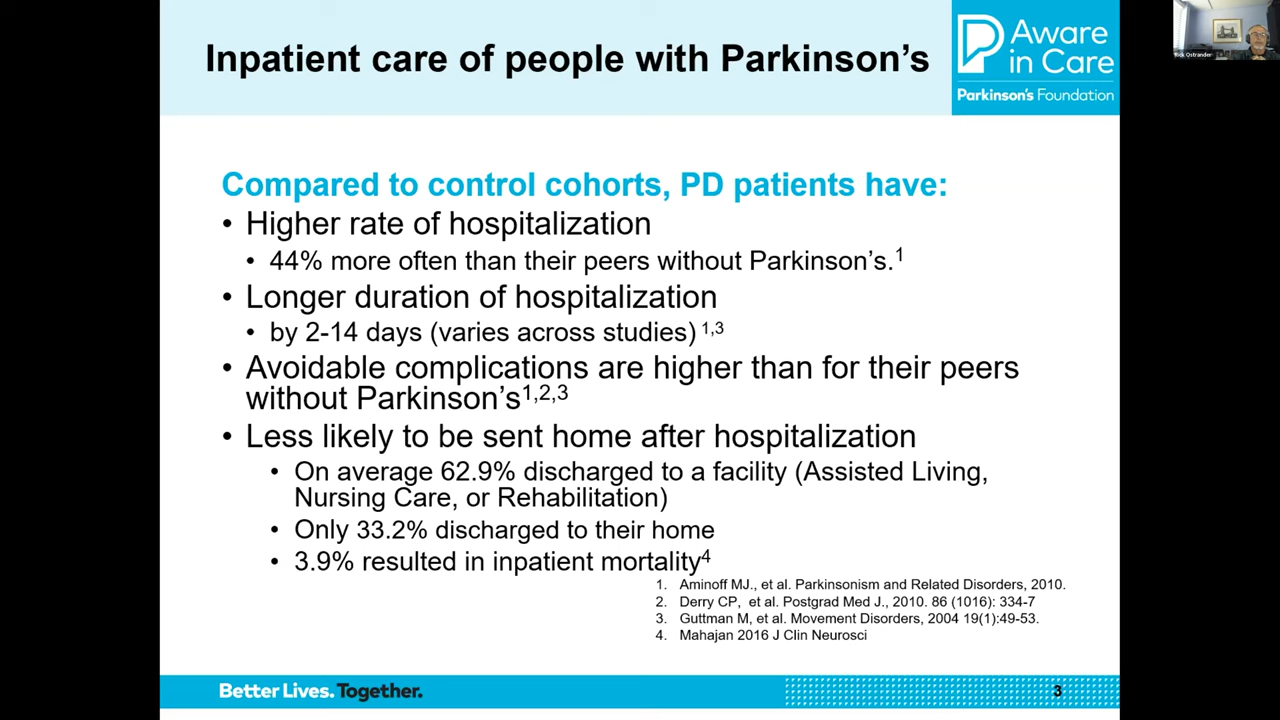 Inpatient care of people with Parkinson's
Aware
in Care
Parkinson's Foundation
Rick Ostrander
Compared to control cohorts, PD patients have:
• Higher rate of hospitalization
• 44% more often than their peers without Parkinson's.1
• Longer duration of hospitalization
• by 2-14 days (varies across studies) 1,3
• Avoidable complications are higher than for their peers
without Parkinson's1,2,3
• Less likely to be sent home after hospitalization
• On average 62.9% discharged to a facility (Assisted Living,
Nursing Care, or Rehabilitation)
• Only 33.2% discharged to their home
• 3.9% resulted in inpatient mortality4
1. Aminoff MJ., et al. Parkinsonism and Related Disorders, 2010.
2. Derry CP, et al. Postgrad Med J., 2010. 86 (1016): 334-7
3. Guttman M, et al. Movement Disorders, 2004 19(1):49-53.
4. Mahajan 2016 J Clin Neurosci
Better Lives. Together.
3